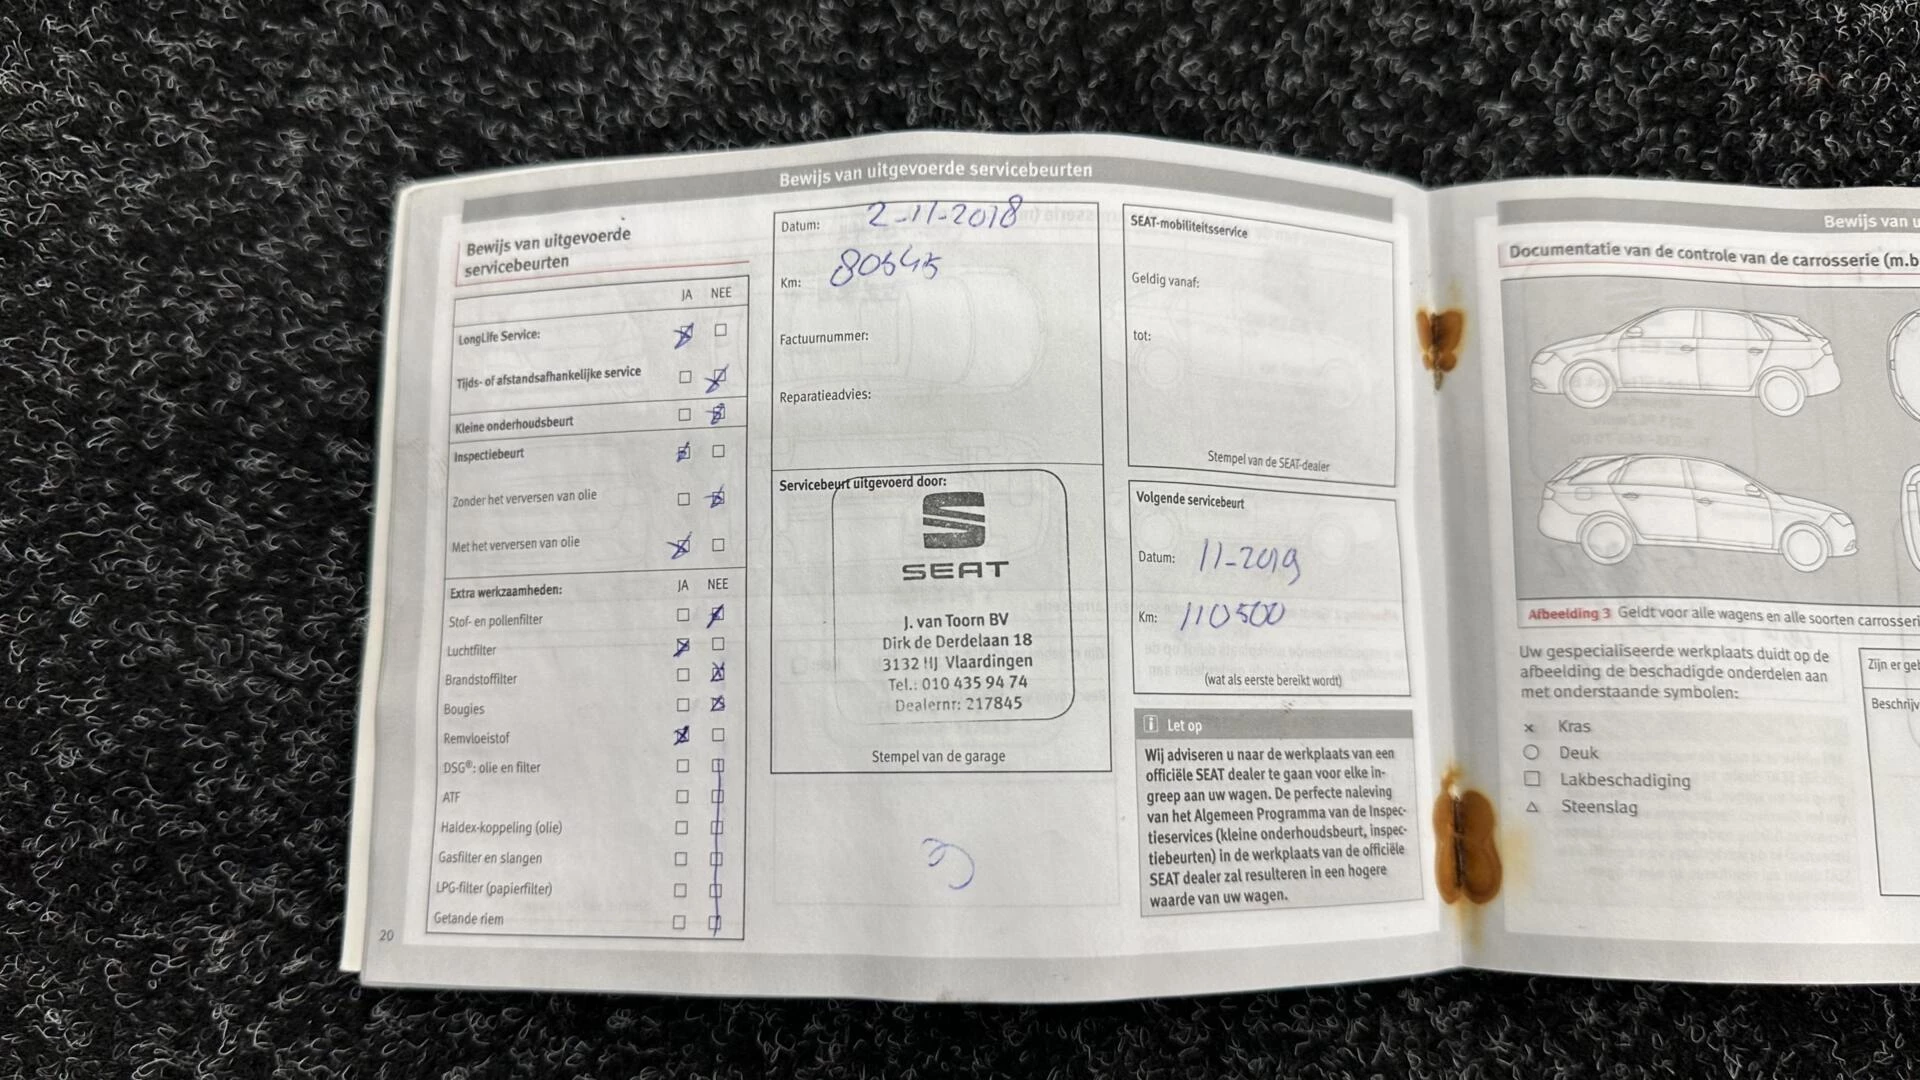 Bewijs van uitgevoerde servicebeurten
Bewijs van uitgevoerde
servicebeurten
JA NEE
LongLife Service:
Tijds- of afstandsafhankelijke service
Kleine onderhoudsbeurt
Inspectiebeurt
Zonder het verversen van olie
Met het verversen van olie
Extra werkzaamheden: JA NEE
Stof- en pollenfilter
Luchtfilter
Brandstoffilter
Bougies
Remvloeistof
DSG®: olie en filter
ATF
Haldex-koppeling (olie)
Gasfilter en slangen
LPG-filter (papierfilter)
Getande riem
20
Datum: 2-11-2018
Km: 80545
Factuurnummer:
Reparatieadvies:
Servicebeurt uitgevoerd door:
SEAT
J. van Toorn BV
Dirk de Derdelaan 18
3132 HJ Vlaardingen
Tel.: 010 435 94 74
Dealernr: 217845
Stempel van de garage
SEAT-mobiliteitsservice
Geldig vanaf:
tot:
Stempel van de SEAT-dealer
Volgende servicebeurt
Datum: 11-2019
Km: 110500
(wat als eerste bereikt wordt)
i Let op
Wij adviseren u naar de werkplaats van een
officiële SEAT dealer te gaan voor elke in-
greep aan uw wagen. De perfecte naleving
van het Algemeen Programma van de Inspec-
tieservices (kleine onderhoudsbeurt, inspec-
tiebeurten) in de werkplaats van de officiële
SEAT dealer zal resulteren in een hogere
waarde van uw wagen.
Bewijs van u
Documentatie van de controle van de carrosserie (m.b
Afbeelding 3 Geldt voor alle wagens en alle soorten carrosseri
Uw gespecialiseerde werkplaats duidt op de
afbeelding de beschadigde onderdelen aan
met onderstaande symbolen:
x Kras
Deuk
Lakbeschadiging
Steenslag
Zijn er geb
Beschrijv